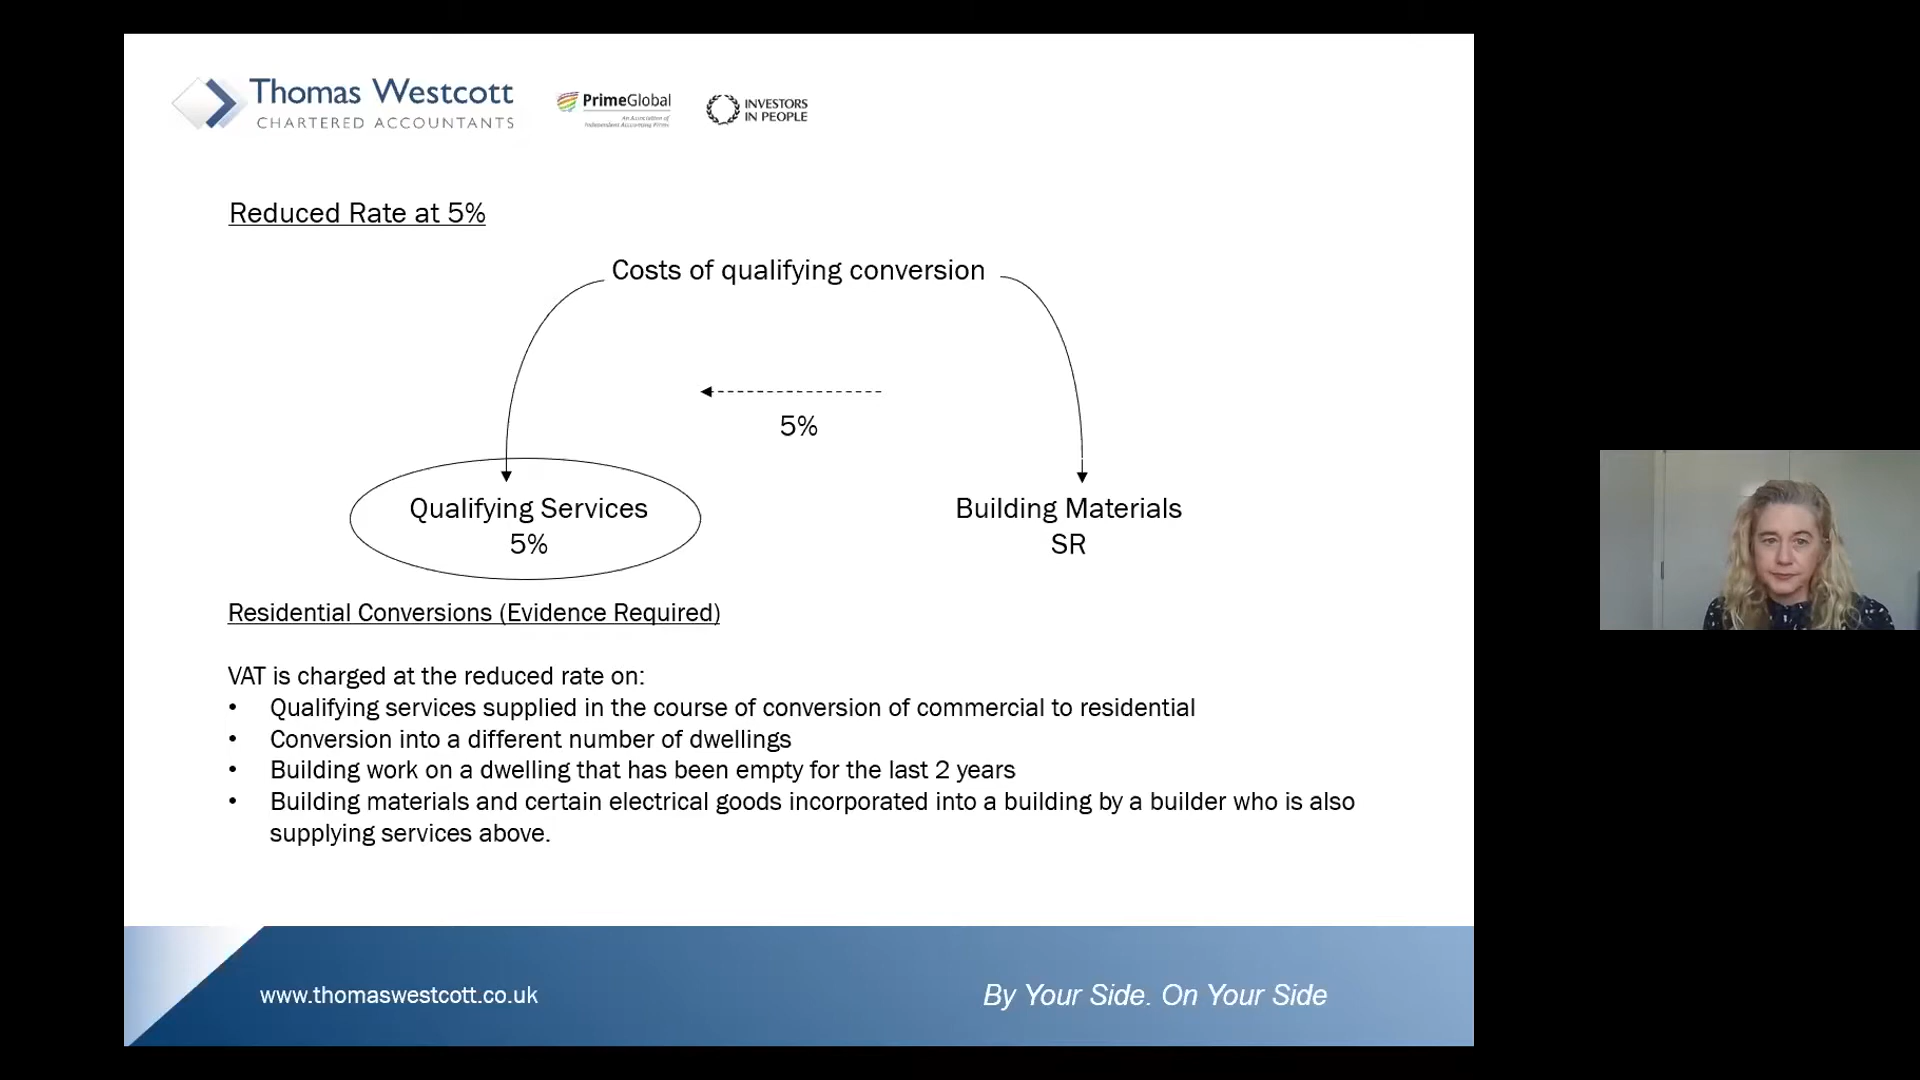 Thomas Westcott
CHARTERED ACCOUNTANTS
PrimeGlobal
An Association of
Independent Accounting Firms
INVESTORS
IN PEOPLE
Reduced Rate at 5%
Costs of qualifying conversion
5%
Qualifying Services
5%
Building Materials
SR
Residential Conversions (Evidence Required)
VAT is charged at the reduced rate on:
• Qualifying services supplied in the course of conversion of commercial to residential
• Conversion into a different number of dwellings
• Building work on a dwelling that has been empty for the last 2 years
• Building materials and certain electrical goods incorporated into a building by a builder who is also
supplying services above.
www.thomaswestcott.co.uk
By Your Side. On Your Side